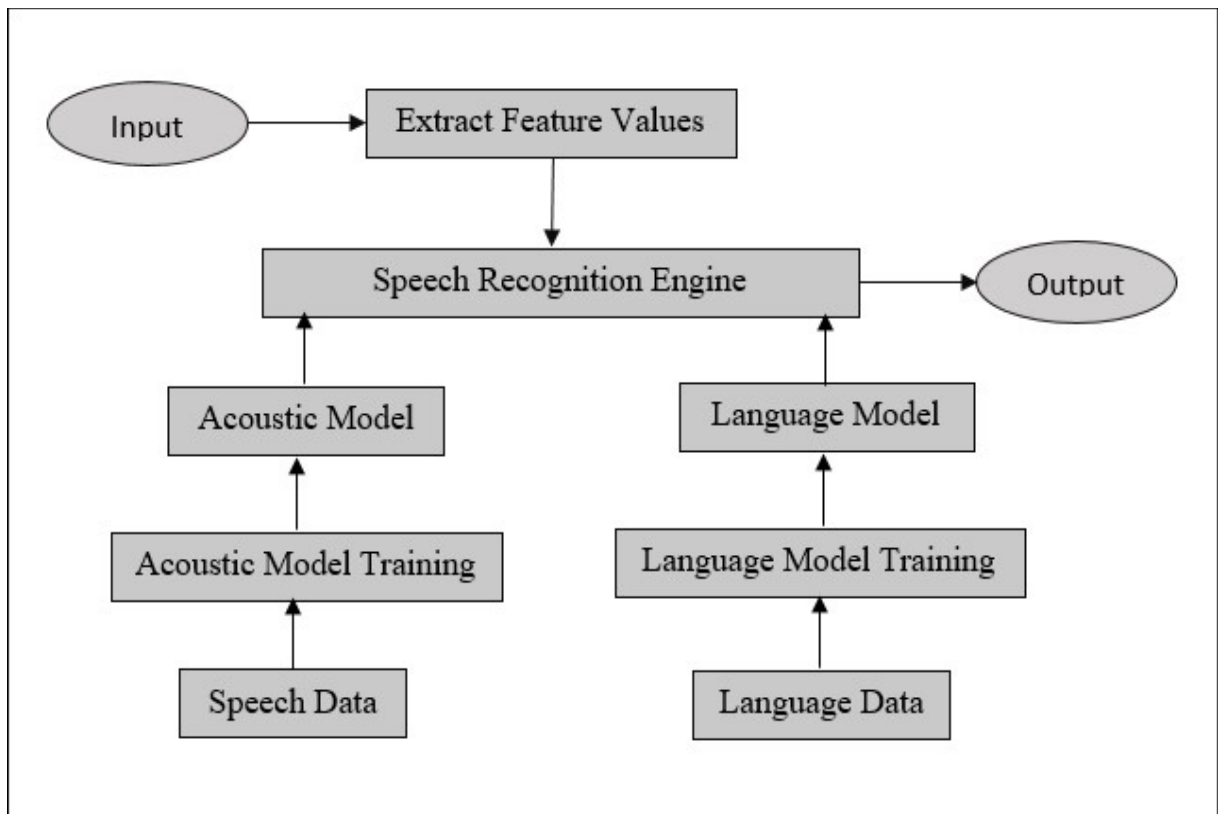 Input
Extract Feature Values
Speech Recognition Engine
Output
Acoustic Model
Language Model
Acoustic Model Training
Language Model Training
Speech Data
Language Data